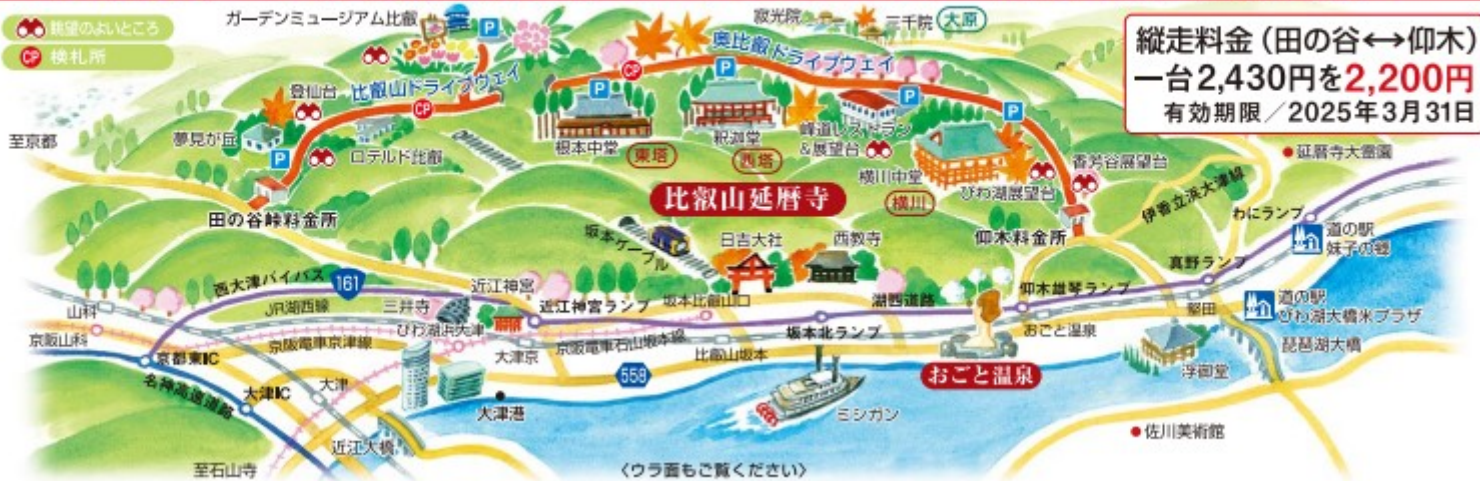 眺望のよいところ
CP 検札所
ガーデンミュージアム比叡
P
寂光院
三千院
大原
縦走料金(田の谷↔仰木)
一台2,430円を2,200円
有効期限/2025年3月31日
比叡山ドライブウェイ
CP
奥比叡ドライブウェイ
CP
P
P
P
P
登仙台
夢見が丘
P
ロテルド比叡
至京都
田の谷峠料金所
根本中堂
東塔
釈迦堂
西塔
峰道レストラン
&展望台
横川中堂
横川
びわ湖展望台
香芳谷展望台
仰木料金所
延暦寺大霊園
伊香立浜大津線
わにランプ
道の駅
妹子の郷
比叡山延暦寺
坂本ケーブル
日吉大社
西教寺
真野ランプ
西大津バイパス
161
近江神宮
近江神宮ランプ
坂本比叡山口
湖西道路
仰木雄琴ランプ
山科
JR湖西線
三井寺
びわ湖浜大津
坂本北ランプ
おごと温泉
堅田
道の駅
びわ湖大橋米プラザ
京阪山科
京都東IC
京阪電車京津線
大津京
京阪電車石山坂本線
比叡山坂本
琵琶湖大橋
名神高速道路
大津IC
大津
558
おごと温泉
浮御堂
大津港
ミシガン
近江大橋
佐川美術館
至石山寺
〈ウラ面もご覧ください〉